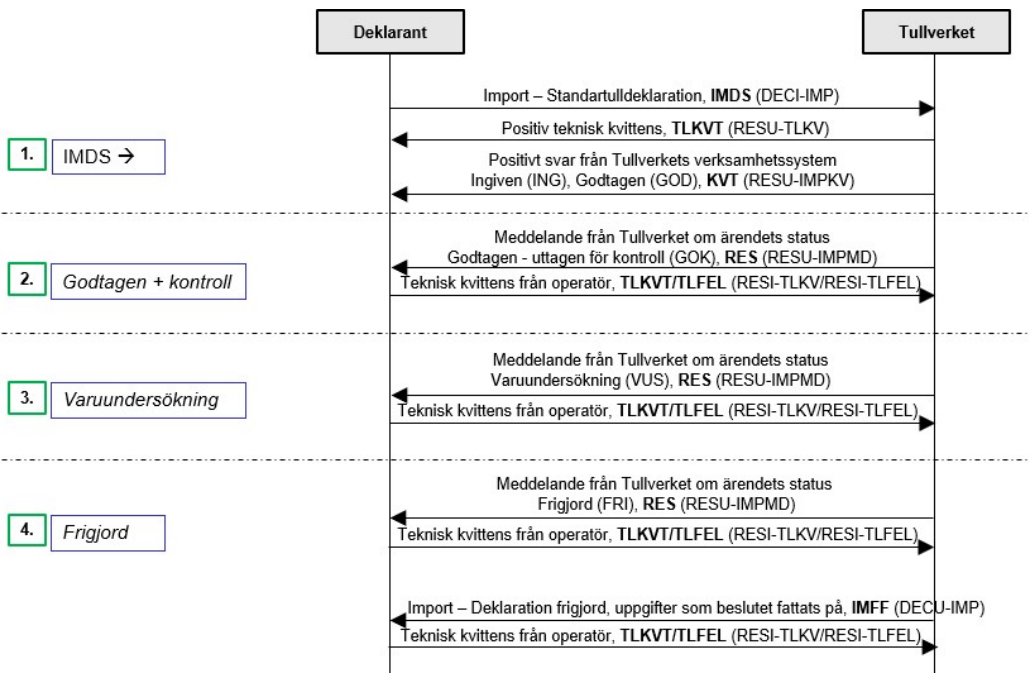 Deklarant
Tullverket
Import – Standartulldeklaration, IMDS (DECI-IMP)
Positiv teknisk kvittens, TLKVT (RESU-TLKV)
1.
IMDS →
Positivt svar från Tullverkets verksamhetssystem
Ingiven (ING), Godtagen (GOD), KVT (RESU-IMPKV)
Meddelande från Tullverket om ärendets status
Godtagen - uttagen för kontroll (GOK), RES (RESU-IMPMD)
2.
Godtagen + kontroll
Teknisk kvittens från operatör, TLKVT/TLFEL (RESI-TLKV/RESI-TLFEL)
Meddelande från Tullverket om ärendets status
Varuundersökning (VUS), RES (RESU-IMPMD)
3.
Varuundersökning
Teknisk kvittens från operatör, TLKVT/TLFEL (RESI-TLKV/RESI-TLFEL)
Meddelande från Tullverket om ärendets status
Frigjord (FRI), RES (RESU-IMPMD)
4.
Frigjord
Teknisk kvittens från operatör, TLKVT/TLFEL (RESI-TLKV/RESI-TLFEL)
Import – Deklaration frigjord, uppgifter som beslutet fattats på, IMFF (DECU-IMP)
Teknisk kvittens från operatör, TLKVT/TLFEL (RESI-TLKV/RESI-TLFEL)